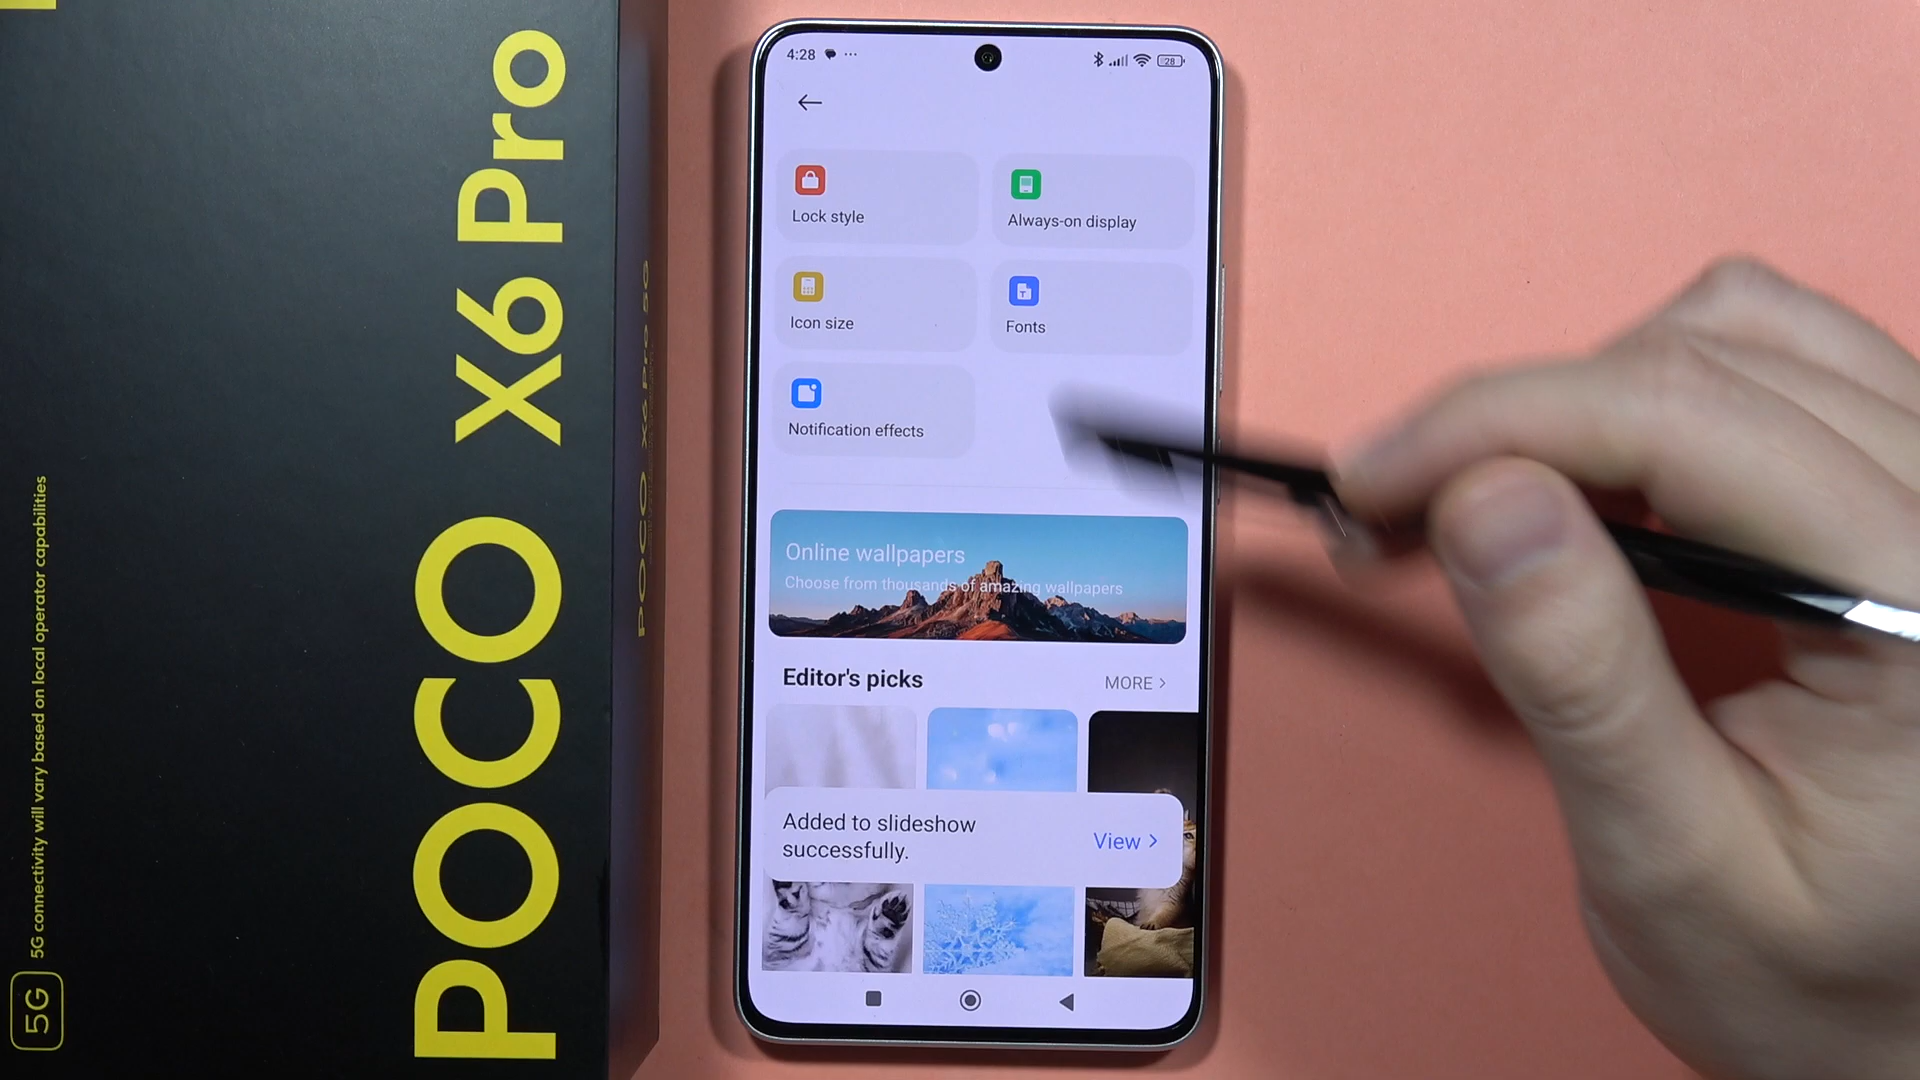 POCO X6 Pro
5G connectivity will vary based on local operator capabilities
5G
POCO X6 Pro 5G
4:28
28
Lock style
Always-on display
Icon size
Fonts
Notification effects
Online wallpapers
Choose from thousands of amazing wallpapers
Editor's picks
MORE >
Added to slideshow
successfully.
View >